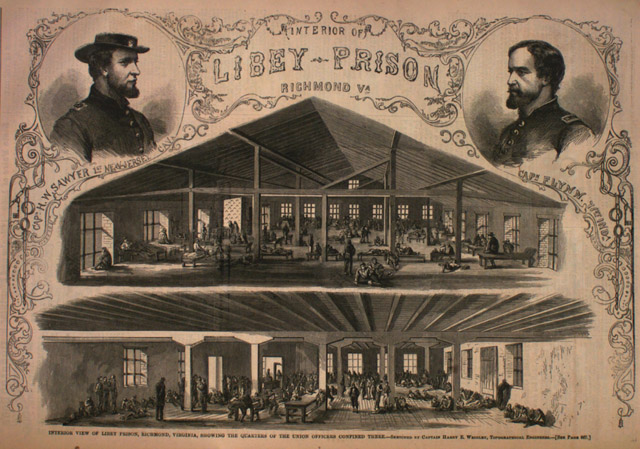 INTERIOR OF
LIBEY PRISON
RICHMOND VA
CAPT. H. W. SAWYER 1ST NEW JERSEY CAV.
CAPT. FLYNN,
INTERIOR VIEW OF LIBEY PRISON, RICHMOND, VIRGINIA, SHOWING THE QUARTERS OF THE UNION OFFICERS CONFINED THERE.—SKETCHED BY CAPTAIN HARRY E. WRIGLEY, TOPOGRAPHICAL ENGINEERS.—[SEE PAGE